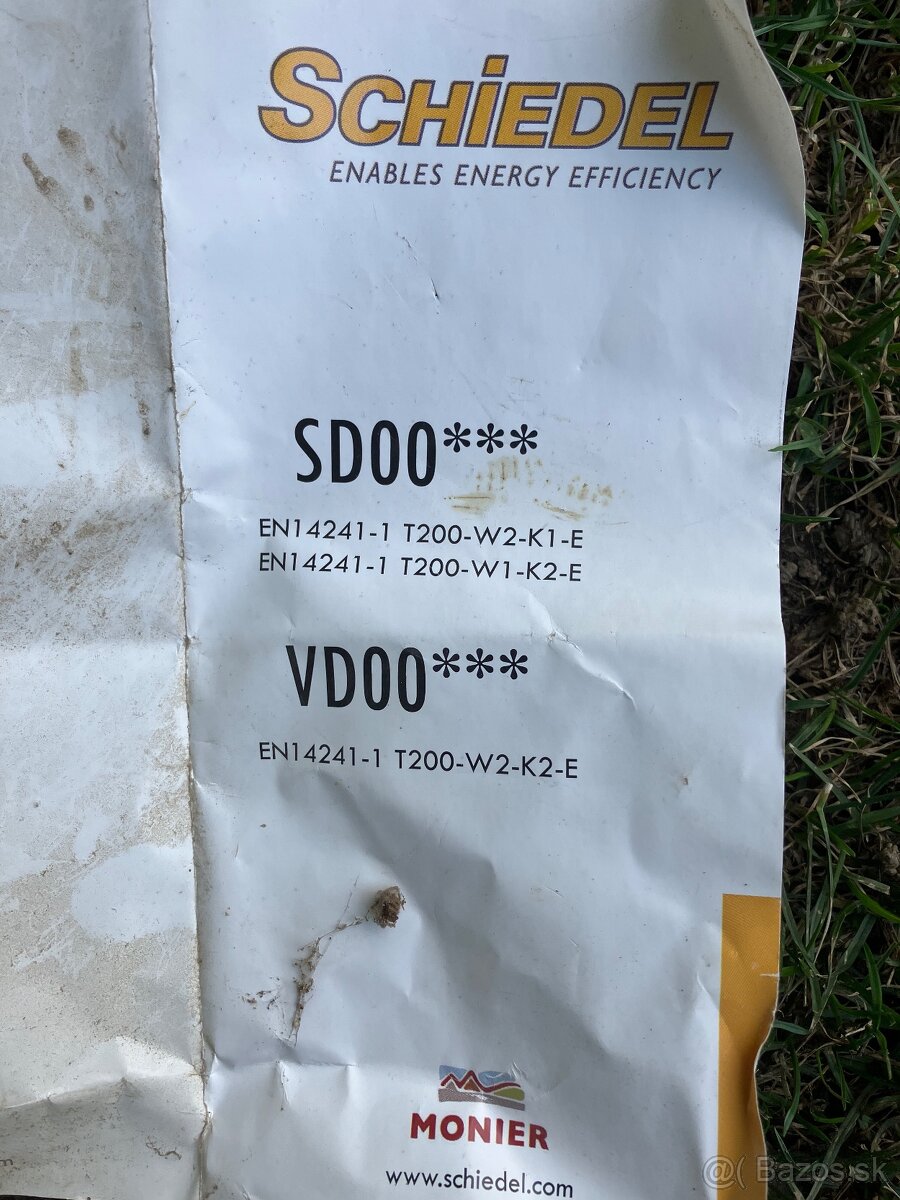 SCHiEDEL
ENABLES ENERGY EFFICIENCY
SD00***
EN14241-1 T200-W2-K1-E
EN14241-1 T200-W1-K2-E
VD00***
EN14241-1 T200-W2-K2-E
MONIER
www.schiedel.com
m
@( Bazos.sk